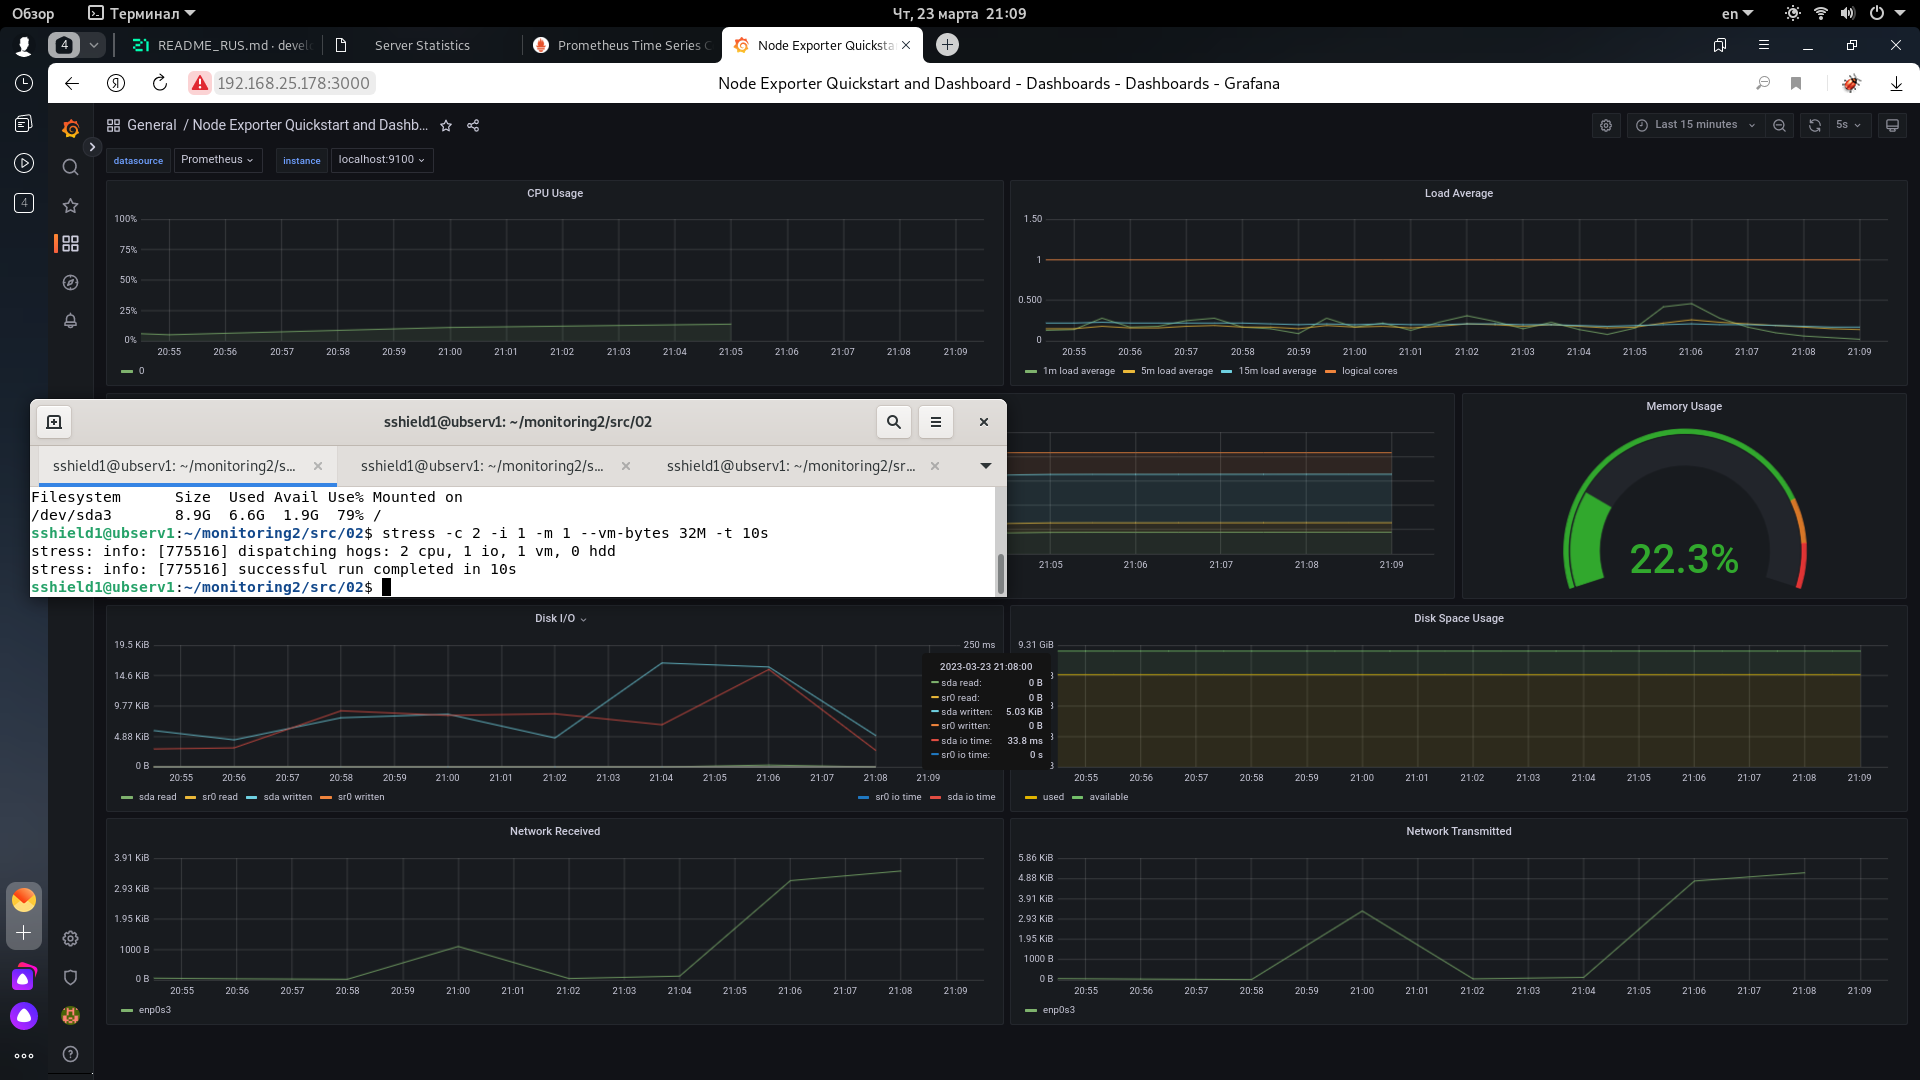 Обзор
Терминал
Чт, 23 марта 21:09
en
4
README_RUS.md · develo
Server Statistics
Prometheus Time Series C
Node Exporter Quicksta
192.168.25.178:3000
Node Exporter Quickstart and Dashboard - Dashboards - Dashboards - Grafana
4
General / Node Exporter Quickstart and Dashb...
Last 15 minutes
5s
datasource
Prometheus
instance
localhost:9100
CPU Usage
100%
75%
50%
25%
0%
20:55 20:56 20:57 20:58 20:59 21:00 21:01 21:02 21:03 21:04 21:05 21:06 21:07 21:08 21:09
0
Load Average
1.50
1
0.500
0
20:55 20:56 20:57 20:58 20:59 21:00 21:01 21:02 21:03 21:04 21:05 21:06 21:07 21:08 21:09
1m load average 5m load average 15m load average logical cores
sshield1@ubserv1: ~/monitoring2/src/02
sshield1@ubserv1: ~/monitoring2/s...
sshield1@ubserv1: ~/monitoring2/s...
sshield1@ubserv1: ~/monitoring2/sr...
Filesystem      Size  Used Avail Use% Mounted on
/dev/sda3       8.9G  6.6G  1.9G  79% /
sshield1@ubserv1:~/monitoring2/src/02$ stress -c 2 -i 1 -m 1 --vm-bytes 32M -t 10s
stress: info: [775516] dispatching hogs: 2 cpu, 1 io, 1 vm, 0 hdd
stress: info: [775516] successful run completed in 10s
sshield1@ubserv1:~/monitoring2/src/02$
21:05 21:06 21:07 21:08 21:09
Memory Usage
22.3%
Disk I/O
19.5 KiB
14.6 KiB
9.77 KiB
4.88 KiB
0 B
250 ms
20:55 20:56 20:57 20:58 20:59 21:00 21:01 21:02 21:03 21:04 21:05 21:06 21:07 21:08 21:09
sda read sr0 read sda written sr0 written
sr0 io time sda io time
2023-03-23 21:08:00
sda read: 0 B
sr0 read: 0 B
sda written: 5.03 KiB
sr0 written: 0 B
sda io time: 33.8 ms
sr0 io time: 0 s
Disk Space Usage
9.31 GiB
20:55 20:56 20:57 20:58 20:59 21:00 21:01 21:02 21:03 21:04 21:05 21:06 21:07 21:08 21:09
used available
Network Received
3.91 KiB
2.93 KiB
1.95 KiB
1000 B
0 B
20:55 20:56 20:57 20:58 20:59 21:00 21:01 21:02 21:03 21:04 21:05 21:06 21:07 21:08 21:09
enp0s3
Network Transmitted
5.86 KiB
4.88 KiB
3.91 KiB
2.93 KiB
1.95 KiB
1000 B
0 B
20:55 20:56 20:57 20:58 20:59 21:00 21:01 21:02 21:03 21:04 21:05 21:06 21:07 21:08 21:09
enp0s3